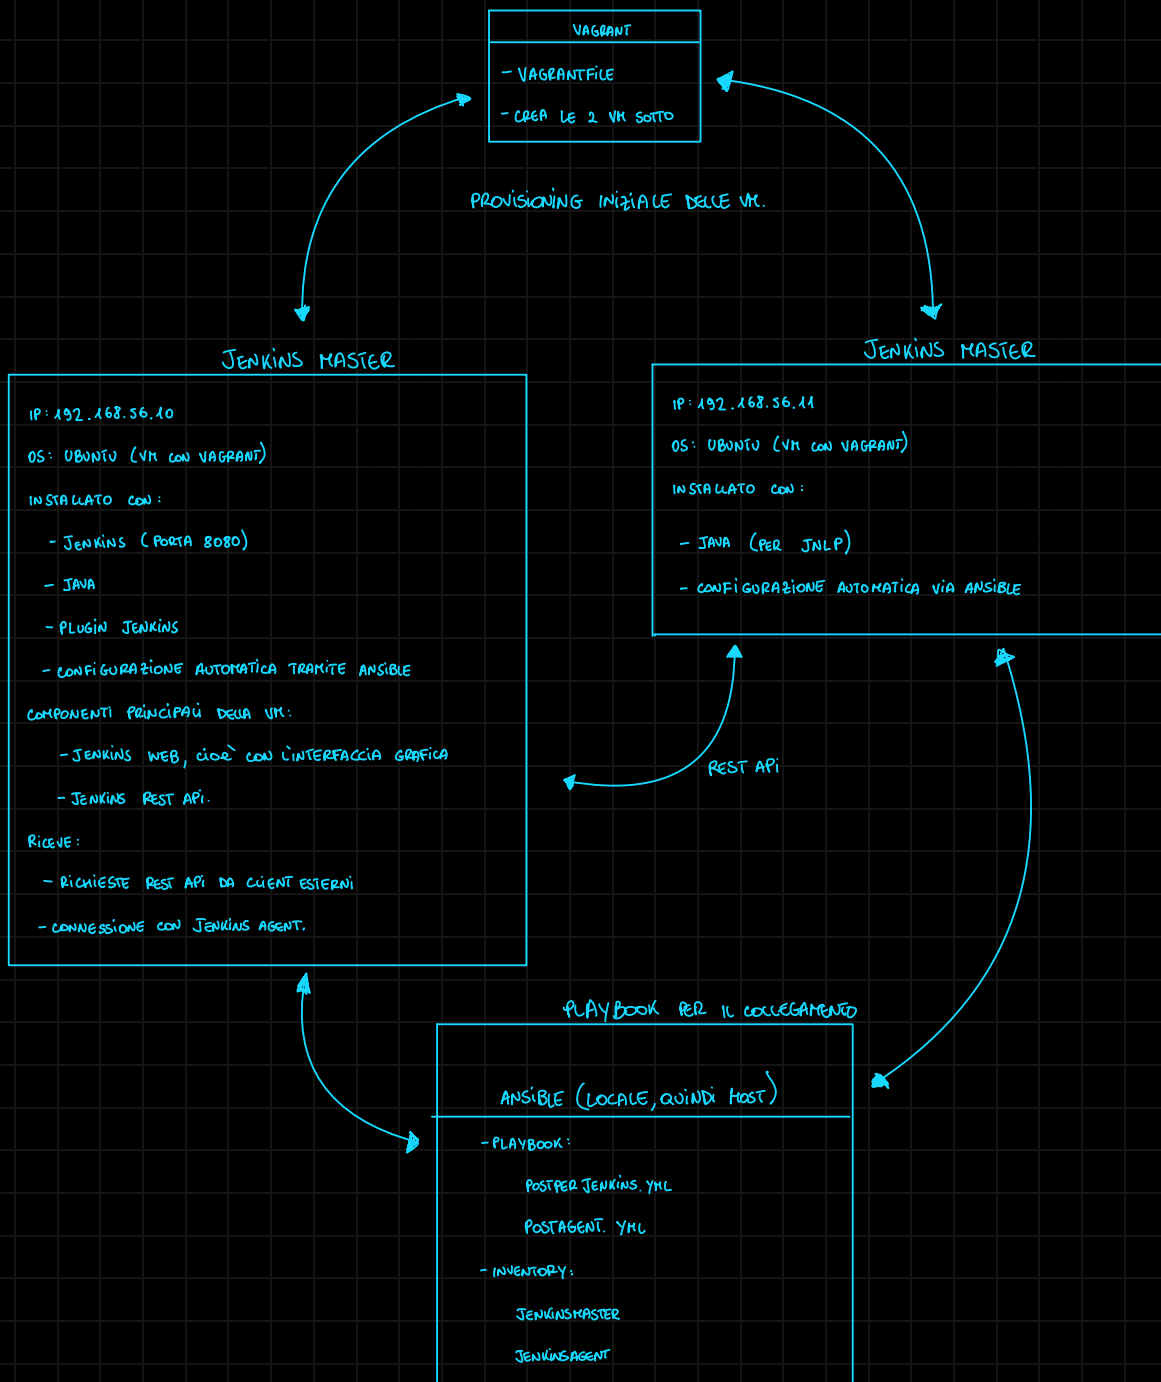 VAGRANT
- VAGRANTFILE
- CREA LE 2 VM SOTTO
PROVISIONING INIZIALE DELLE VM.
JENKINS MASTER
IP: 192.168.56.10
OS: UBUNTU (VM CON VAGRANT)
INSTALLATO CON:
- JENKINS (PORTA 8080)
- JAVA
- PLUGIN JENKINS
- CONFIGURAZIONE AUTOMATICA TRAMITE ANSIBLE
COMPONENTI PRINCIPALI DELLA VM:
- JENKINS WEB, CIOÈ CON L'INTERFACCIA GRAFICA
- JENKINS REST API.
RICEVE:
- RICHIESTE REST API DA CLIENT ESTERNI
- CONNESSIONE CON JENKINS AGENT.
JENKINS MASTER
IP: 192.168.56.11
OS: UBUNTU (VM CON VAGRANT)
INSTALLATO CON:
- JAVA (PER JNLP)
- CONFIGURAZIONE AUTOMATICA VIA ANSIBLE
REST API
PLAYBOOK PER IL COLLEGAMENTO
ANSIBLE (LOCALE, QUINDI HOST)
- PLAYBOOK:
POSTPERJENKINS.YML
POSTAGENT.YML
- INVENTORY:
JENKINSMASTER
JENKINSAGENT